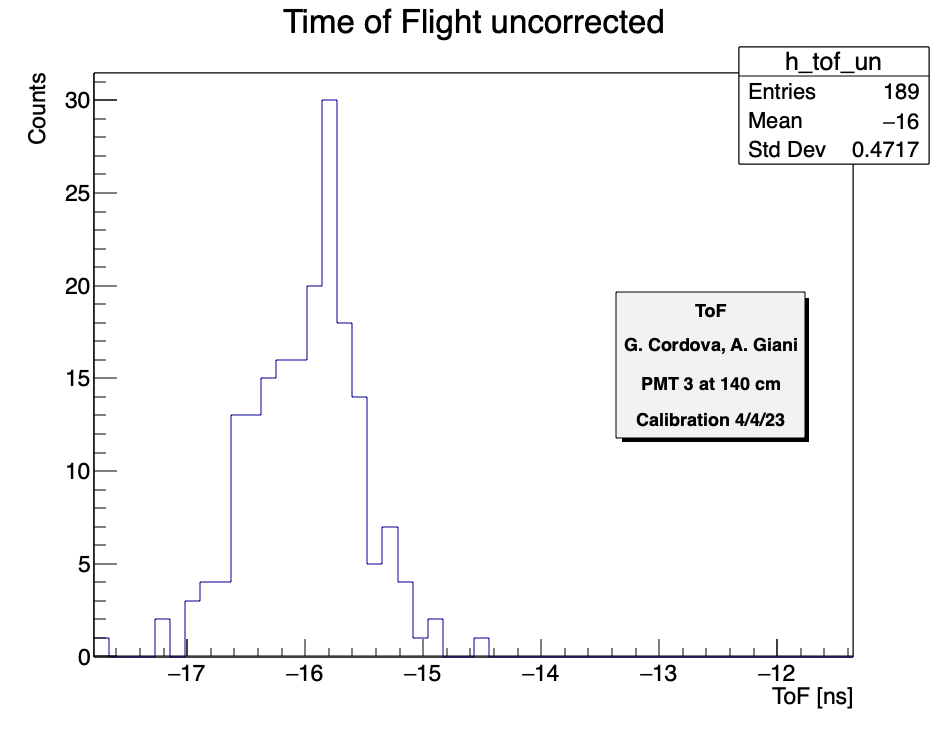 Time of Flight uncorrected
h_tof_un
Entries 189
Mean −16
Std Dev 0.4717
Counts
30
25
20
15
10
5
0
ToF
G. Cordova, A. Giani
PMT 3 at 140 cm
Calibration 4/4/23
−17 −16 −15 −14 −13 −12
ToF [ns]